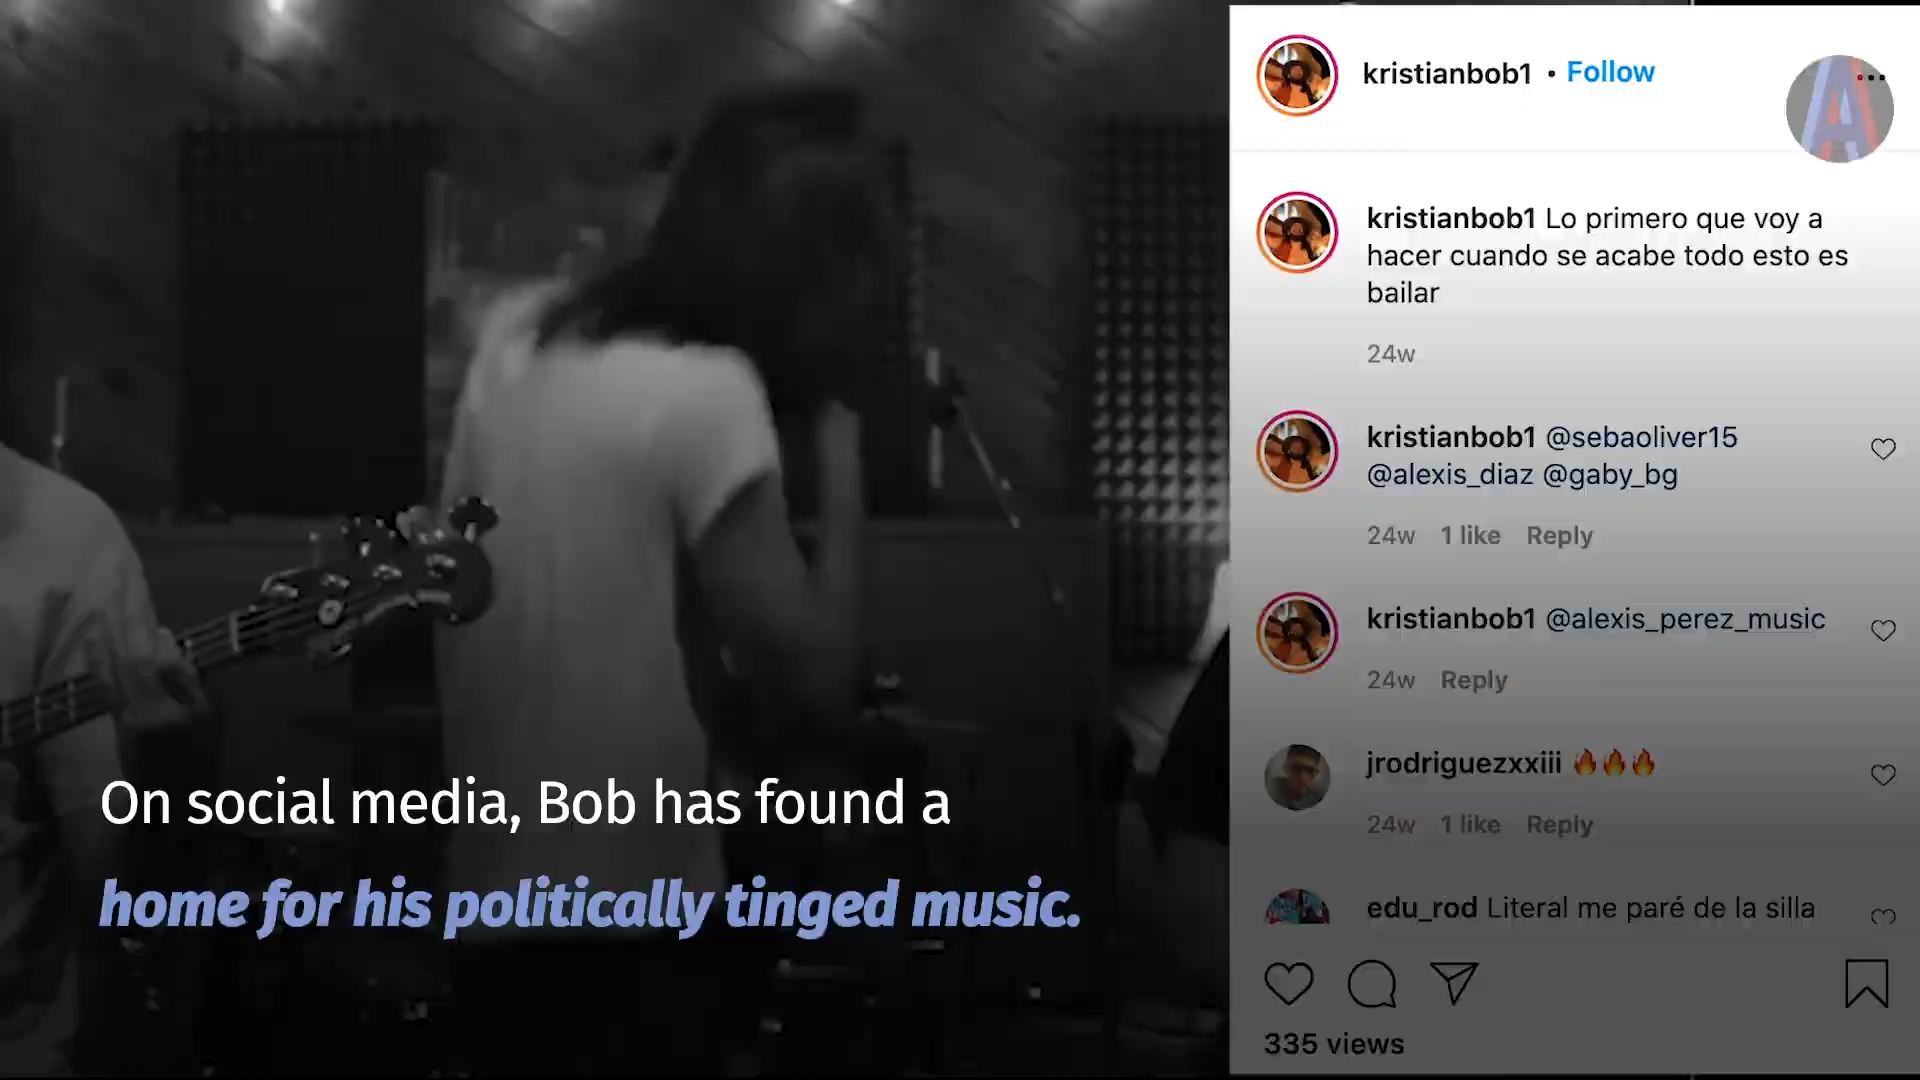 kristianbob1 • Follow
kristianbob1 Lo primero que voy a
hacer cuando se acabe todo esto es
bailar
24w
kristianbob1 @sebaoliver15
@alexis_diaz @gaby_bg
24w 1 like Reply
kristianbob1 @alexis_perez_music
24w Reply
jrodriguezxxiii 🔥🔥🔥
24w 1 like Reply
edu_rod Literal me paré de la silla
335 views
On social media, Bob has found a
home for his politically tinged music.